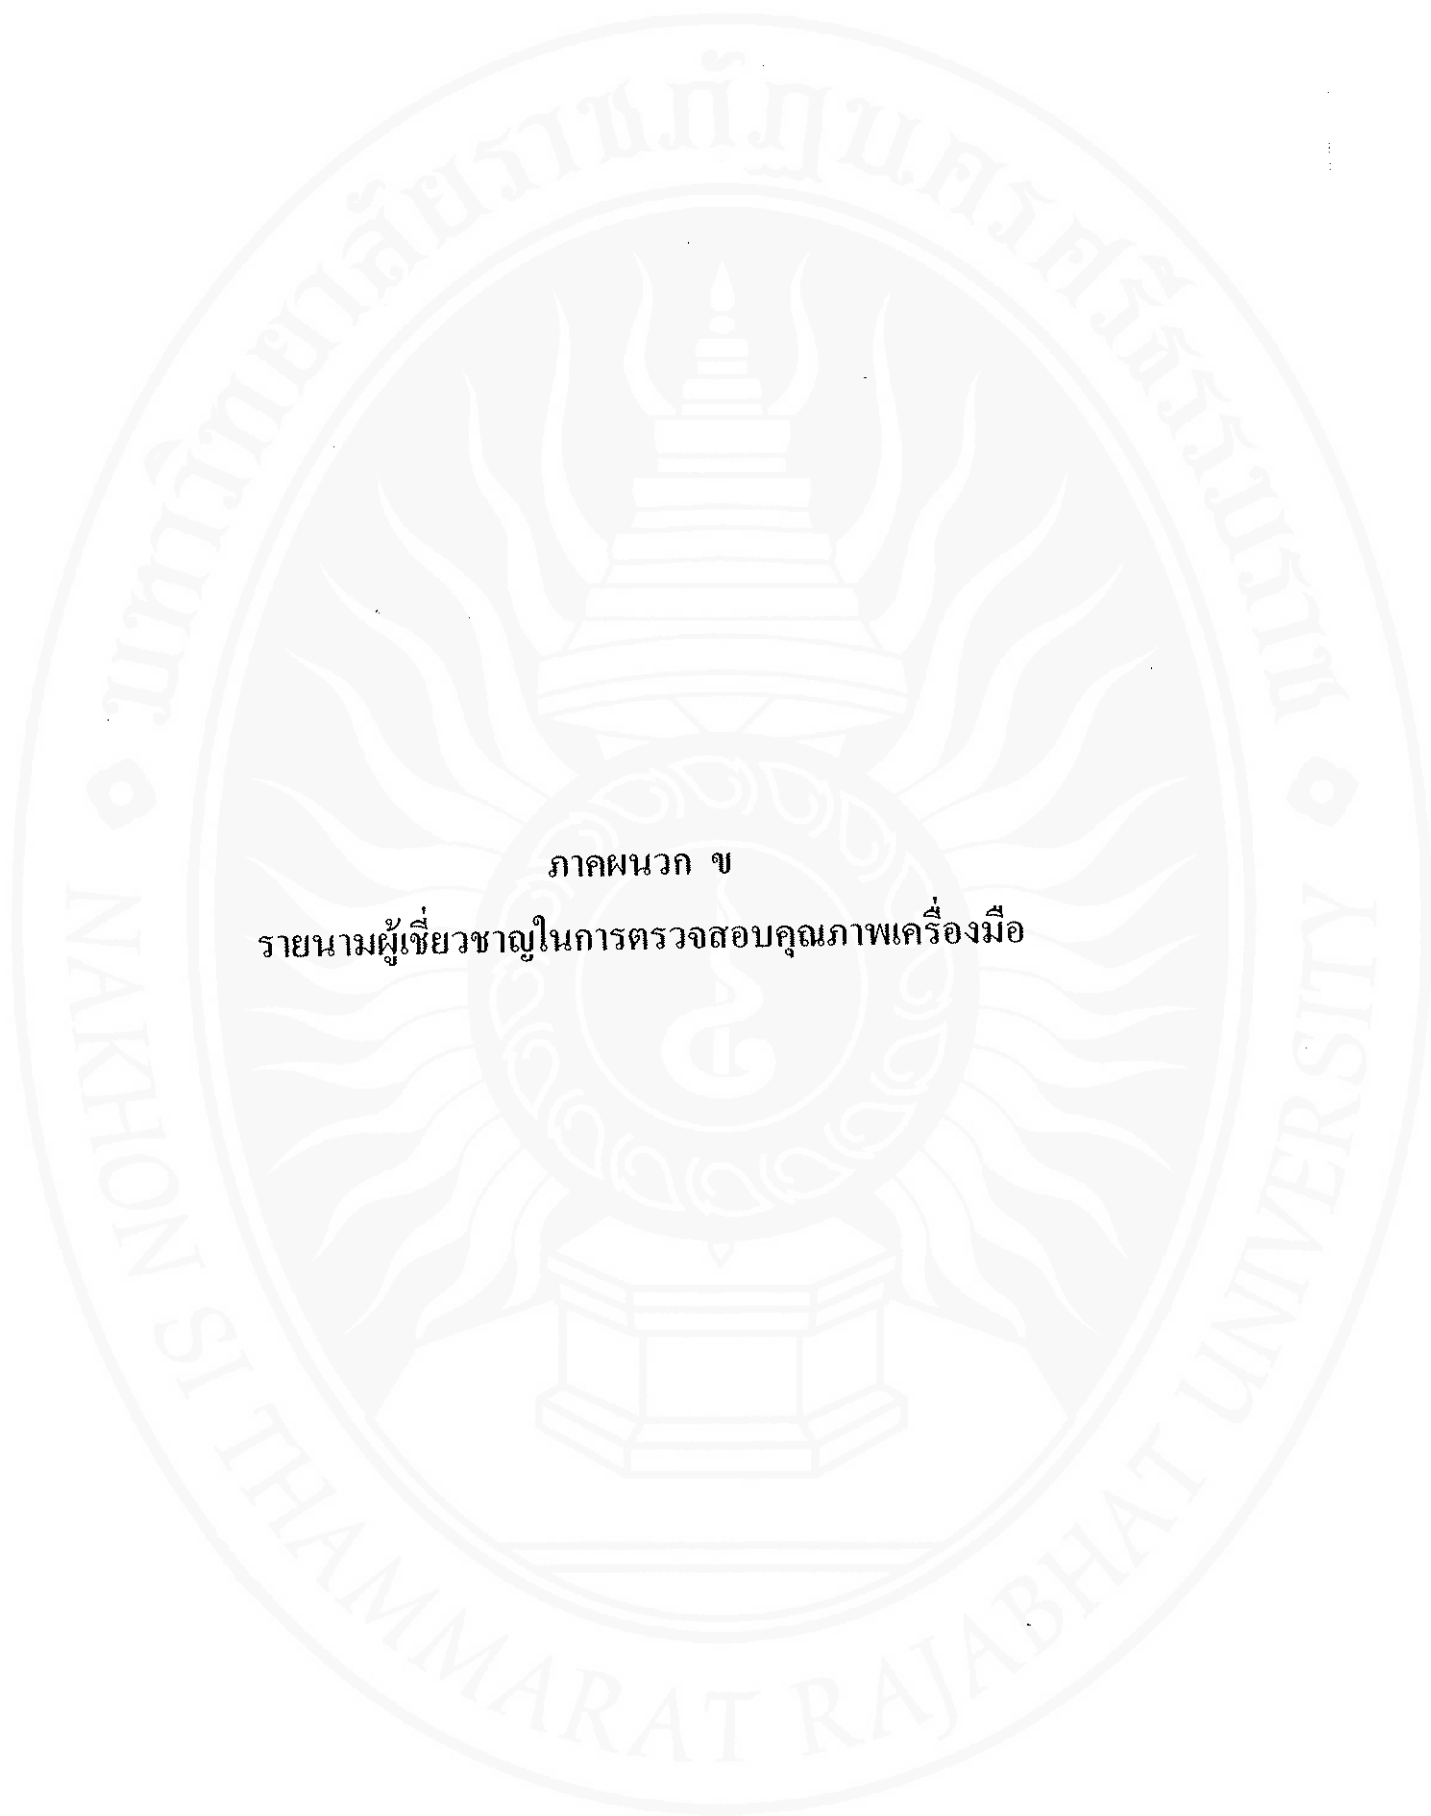 มหาวิทยาลัยราชภัฏนครศรีธรรมราช
ภาคผนวก ข
รายนามผู้เชี่ยวชาญในการตรวจสอบคุณภาพเครื่องมือ
NAKHON SI THAMMARAT RAJABHAT UNIVERSITY